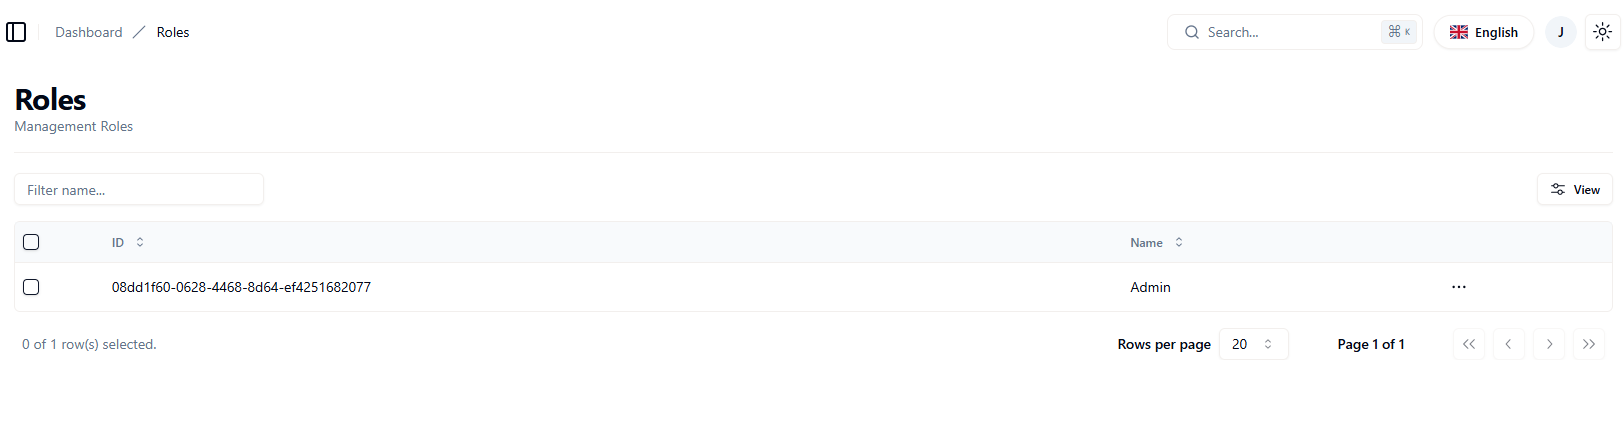 Dashboard / Roles
Search... ⌘ K
English
J
Roles
Management Roles
Filter name...
View
ID Name
08dd1f60-0628-4468-8d64-ef4251682077 Admin ...
0 of 1 row(s) selected. Rows per page 20 Page 1 of 1